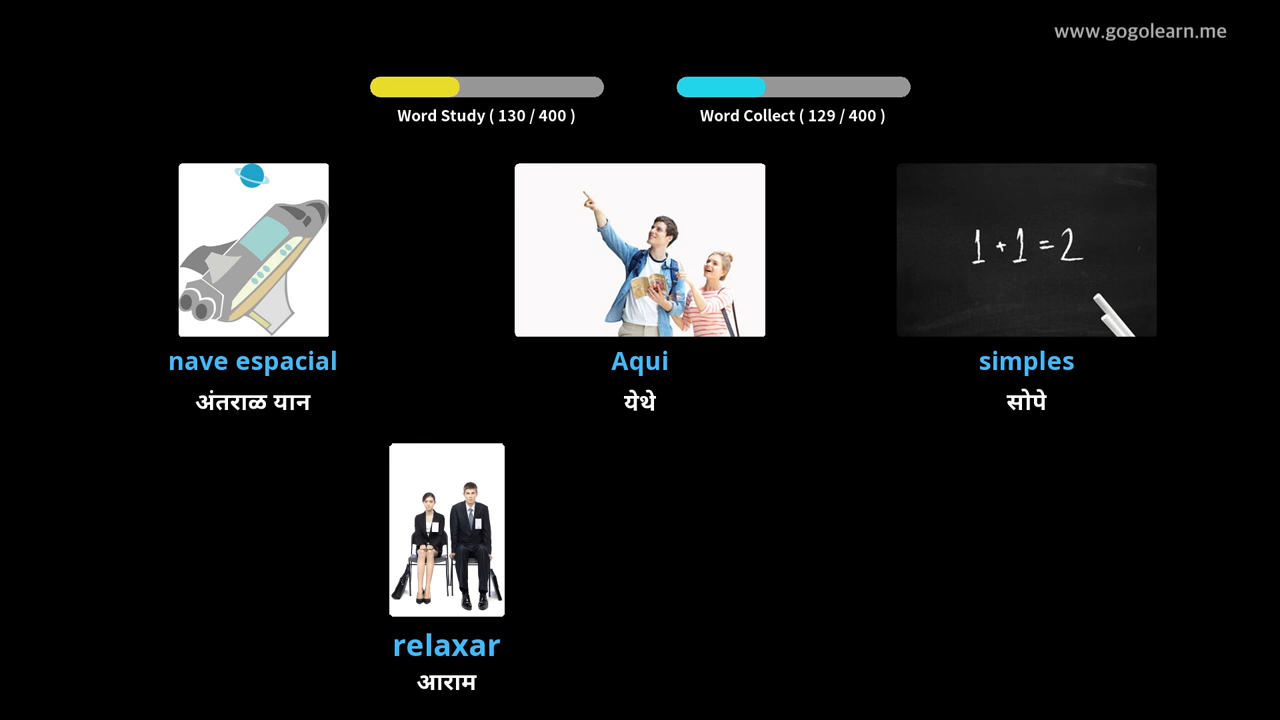 www.gogolearn.me
Word Study ( 130 / 400 )
Word Collect ( 129 / 400 )
1 + 1 = 2
nave espacial
Aqui
simples
अंतराळ यान
येथे
सोपे
relaxar
आराम